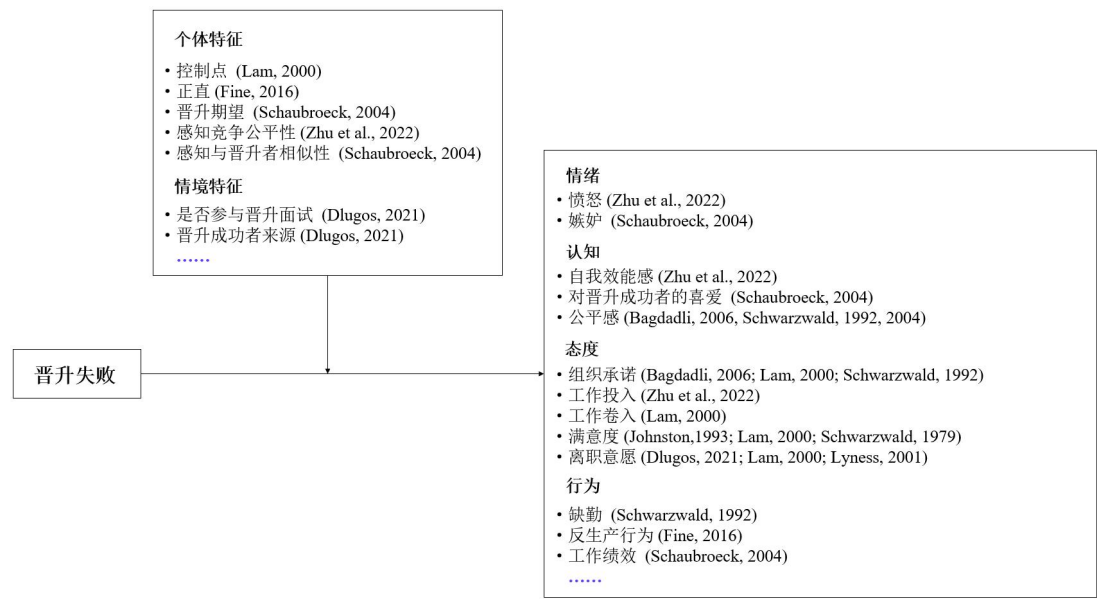 个体特征
• 控制点 (Lam, 2000)
• 正直 (Fine, 2016)
• 晋升期望 (Schaubroeck, 2004)
• 感知竞争公平性 (Zhu et al., 2022)
• 感知与晋升者相似性 (Schaubroeck, 2004)
情境特征
• 是否参与晋升面试 (Dlugos, 2021)
• 晋升成功者来源 (Dlugos, 2021)
……
晋升失败
情绪
• 愤怒 (Zhu et al., 2022)
• 嫉妒 (Schaubroeck, 2004)
认知
• 自我效能感 (Zhu et al., 2022)
• 对晋升成功者的喜爱 (Schaubroeck, 2004)
• 公平感 (Bagdadli, 2006, Schwarzwald, 1992, 2004)
态度
• 组织承诺 (Bagdadli, 2006; Lam, 2000; Schwarzwald, 1992)
• 工作投入 (Zhu et al., 2022)
• 工作卷入 (Lam, 2000)
• 满意度 (Johnston,1993; Lam, 2000; Schwarzwald, 1979)
• 离职意愿 (Dlugos, 2021; Lam, 2000; Lyness, 2001)
行为
• 缺勤 (Schwarzwald, 1992)
• 反生产行为 (Fine, 2016)
• 工作绩效 (Schaubroeck, 2004)
……